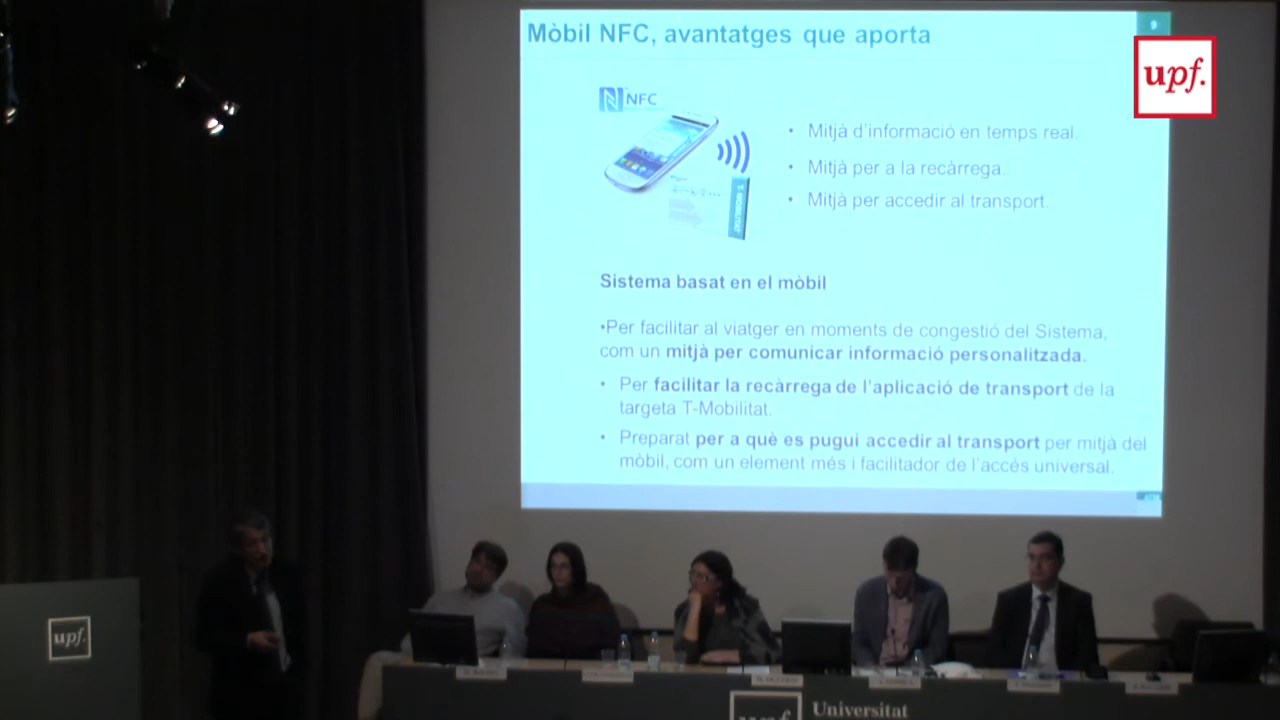 Mòbil NFC, avantatges que aporta
9
upf.
NFC
• Mitjà d'informació en temps real.
• Mitjà per a la recàrrega.
• Mitjà per accedir al transport.
Sistema basat en el mòbil
•Per facilitar al viatger en moments de congestió del Sistema,
com un mitjà per comunicar informació personalitzada.
• Per facilitar la recàrrega de l'aplicació de transport de la
targeta T-Mobilitat.
• Preparat per a què es pugui accedir al transport per mitjà del
mòbil, com un element més i facilitador de l'accés universal.
upf.
upf.
Universitat